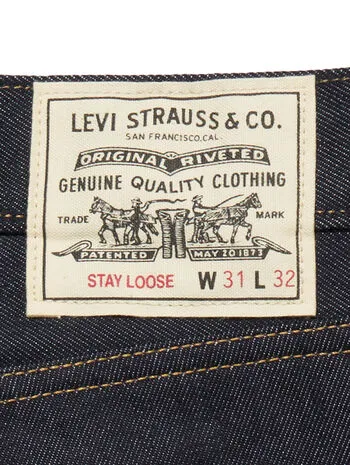 LEVI STRAUSS & CO.
SAN FRANCISCO, CAL.
ORIGINAL RIVETED
GENUINE QUALITY CLOTHING
TRADE MARK
PATENTED MAY 20 1873
STAY LOOSE W 31 L 32